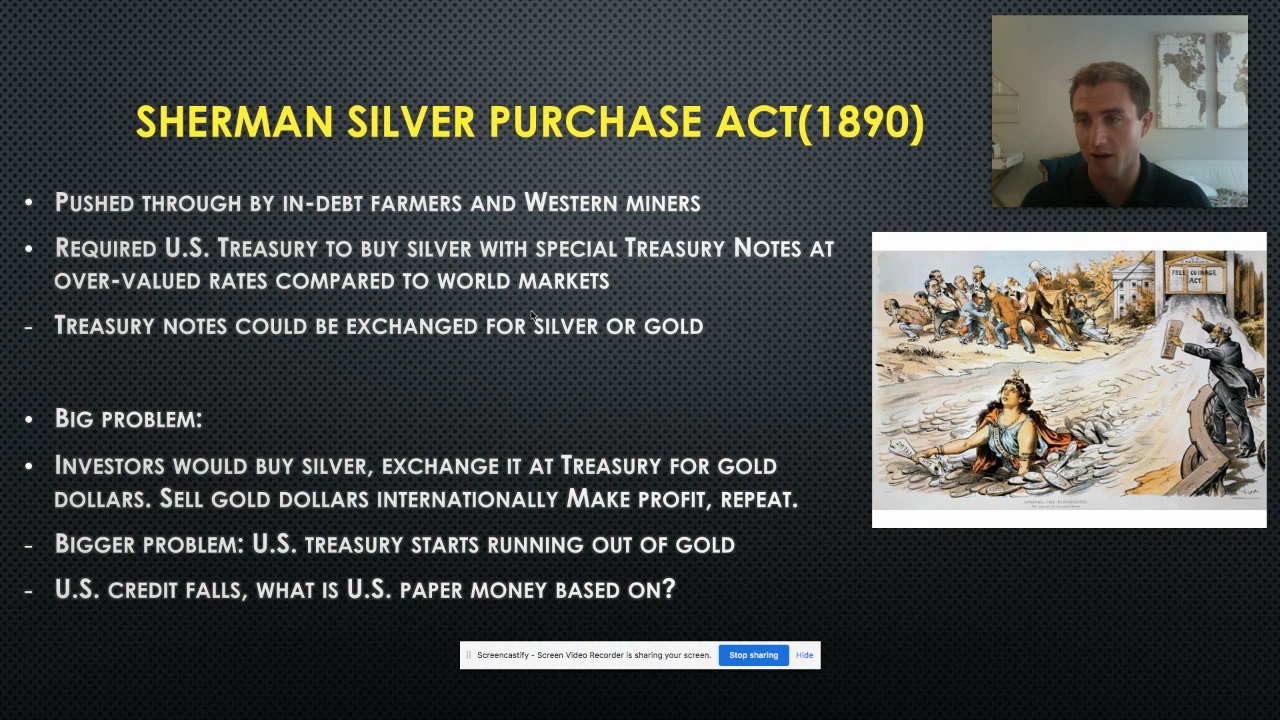 SHERMAN SILVER PURCHASE ACT(1890)
• PUSHED THROUGH BY IN-DEBT FARMERS AND WESTERN MINERS
• REQUIRED U.S. TREASURY TO BUY SILVER WITH SPECIAL TREASURY NOTES AT
OVER-VALUED RATES COMPARED TO WORLD MARKETS
- TREASURY NOTES COULD BE EXCHANGED FOR SILVER OR GOLD
• BIG PROBLEM:
• INVESTORS WOULD BUY SILVER, EXCHANGE IT AT TREASURY FOR GOLD
DOLLARS. SELL GOLD DOLLARS INTERNATIONALLY MAKE PROFIT, REPEAT.
- BIGGER PROBLEM: U.S. TREASURY STARTS RUNNING OUT OF GOLD
- U.S. CREDIT FALLS, WHAT IS U.S. PAPER MONEY BASED ON?
FREE COINAGE
ACT.
SILVER
Screencastify - Screen Video Recorder is sharing your screen.
Stop sharing
Hide